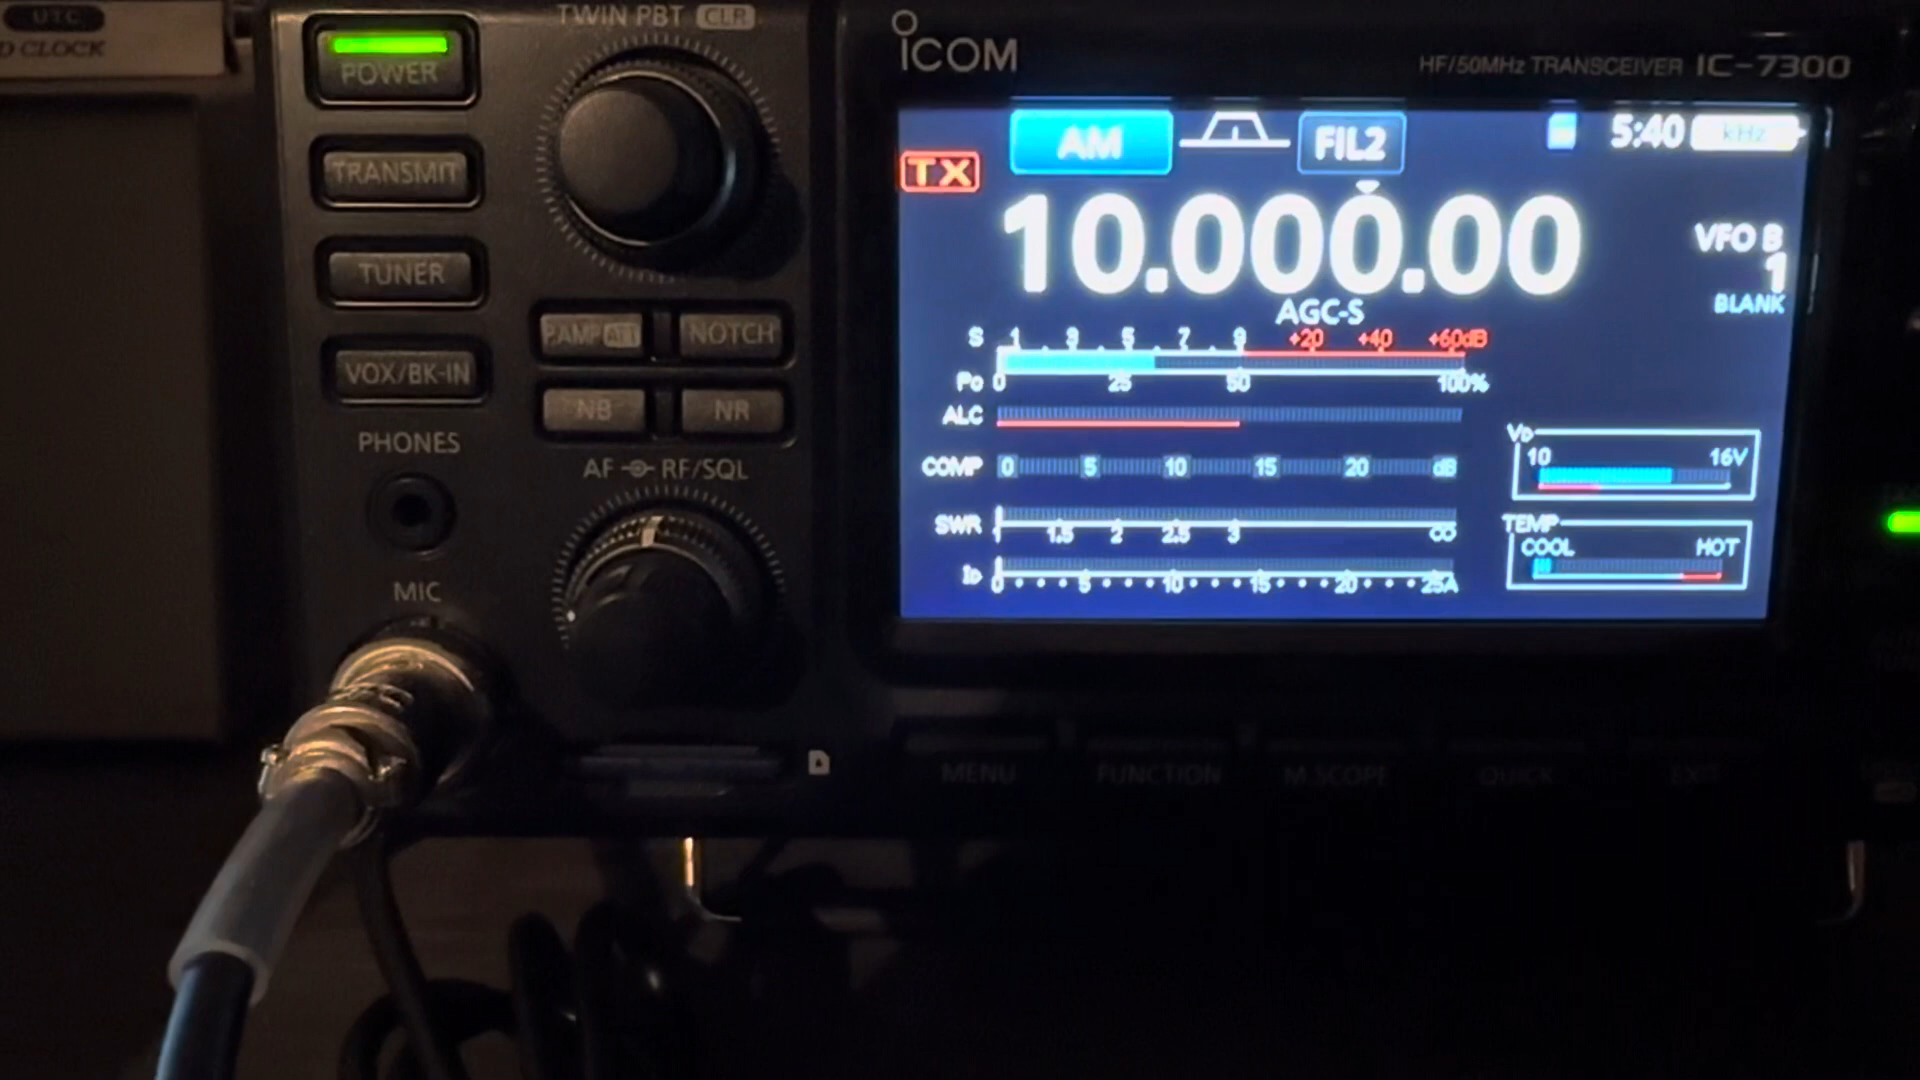 UTC
D CLOCK
POWER
TRANSMIT
TUNER
VOX/BK-IN
PHONES
MIC
TWIN PBT CLR
P.AMP ATT
NOTCH
NB
NR
AF RF/SQL
ICOM
HF/50MHz TRANSCEIVER IC-7300
AM
FIL2
5:40
kHz
TX
10.000.00
VFO B
1
BLANK
AGC-S
S 1 3 5 7 9 +20 +40 +60dB
Po 0 25 50 100%
ALC
COMP 0 5 10 15 20 dB
SWR 1 1.5 2 2.5 3 ∞
ID 0 5 10 15 20 25A
VD
10 16V
TEMP
COOL HOT
MENU
FUNCTION
M.SCOPE
QUICK
EXIT